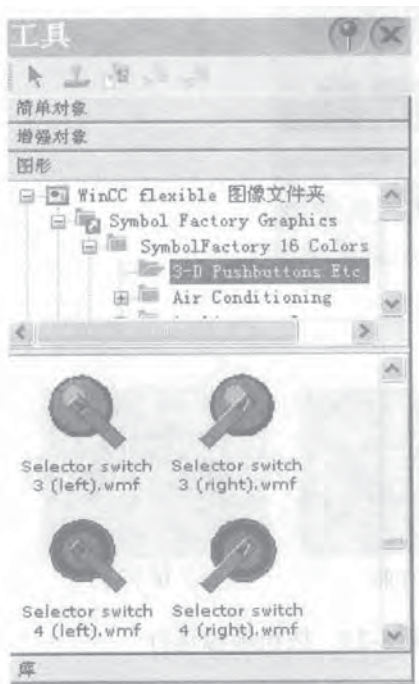 工具
简单对象
增强对象
图形
WinCC flexible 图像文件夹
Symbol Factory Graphics
SymbolFactory 16 Colors
3-D Pushbuttons Etc
Air Conditioning
Selector switch
3 (left).wmf
Selector switch
3 (right).wmf
Selector switch
4 (left).wmf
Selector switch
4 (right).wmf
库